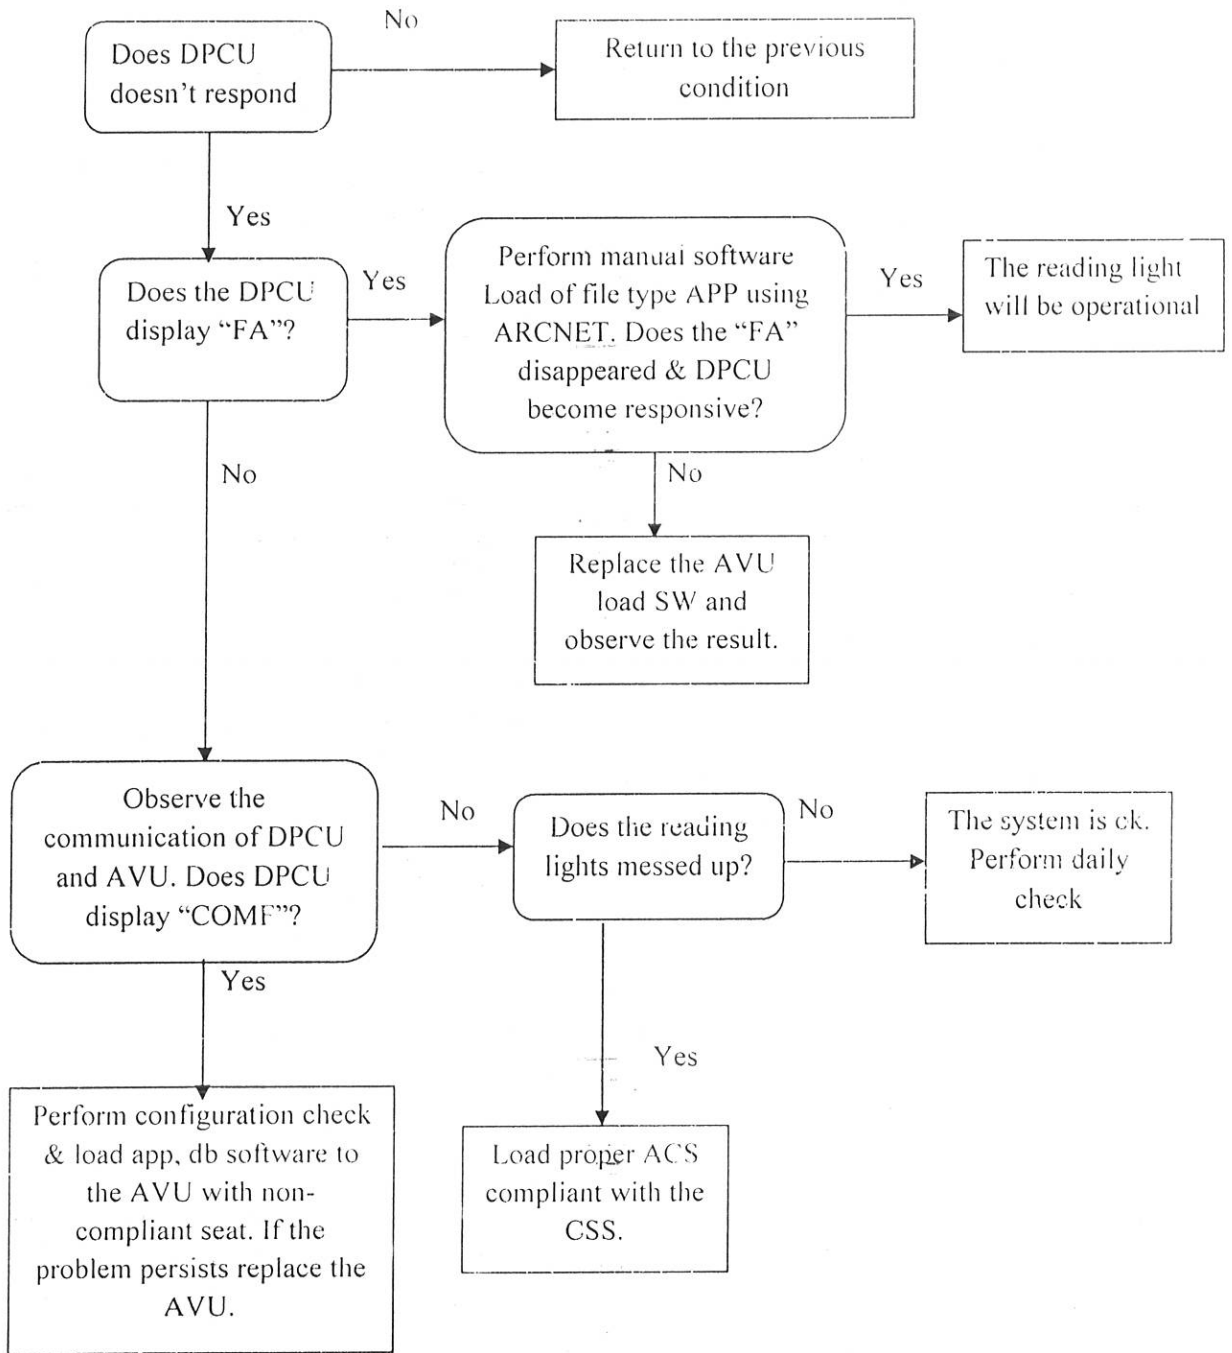 No
Does DPCU
doesn't respond
Return to the previous
condition
Yes
Does the DPCU
display “FA”?
Yes
Perform manual software
Load of file type APP using
ARCNET. Does the “FA”
disappeared & DPCU
become responsive?
Yes
The reading light
will be operational
No
No
Replace the AVU
load SW and
observe the result.
Observe the
communication of DPCU
and AVU. Does DPCU
display “COMF”?
No
Does the reading
lights messed up?
No
The system is ok.
Perform daily
check
Yes
Yes
Perform configuration check
& load app, db software to
the AVU with non-
compliant seat. If the
problem persists replace the
AVU.
Load proper ACS
compliant with the
CSS.